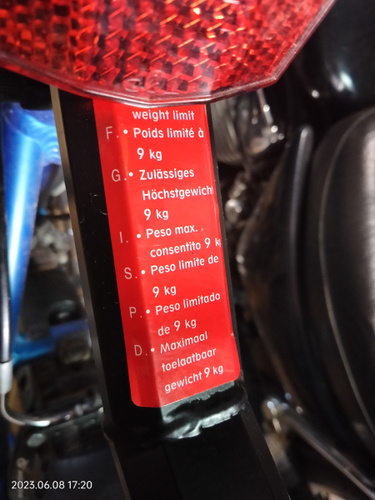 weight limit
F. • Poids limité à
9 kg
G. • Zulässiges
Höchstgewicht
9 kg
I. • Peso max.
consentito 9 k
S. • Peso limite de
9 kg
P. • Peso limitado
de 9 kg
D. • Maximaal
toelaatbaar
gewicht 9 kg
2023.06.08 17:20